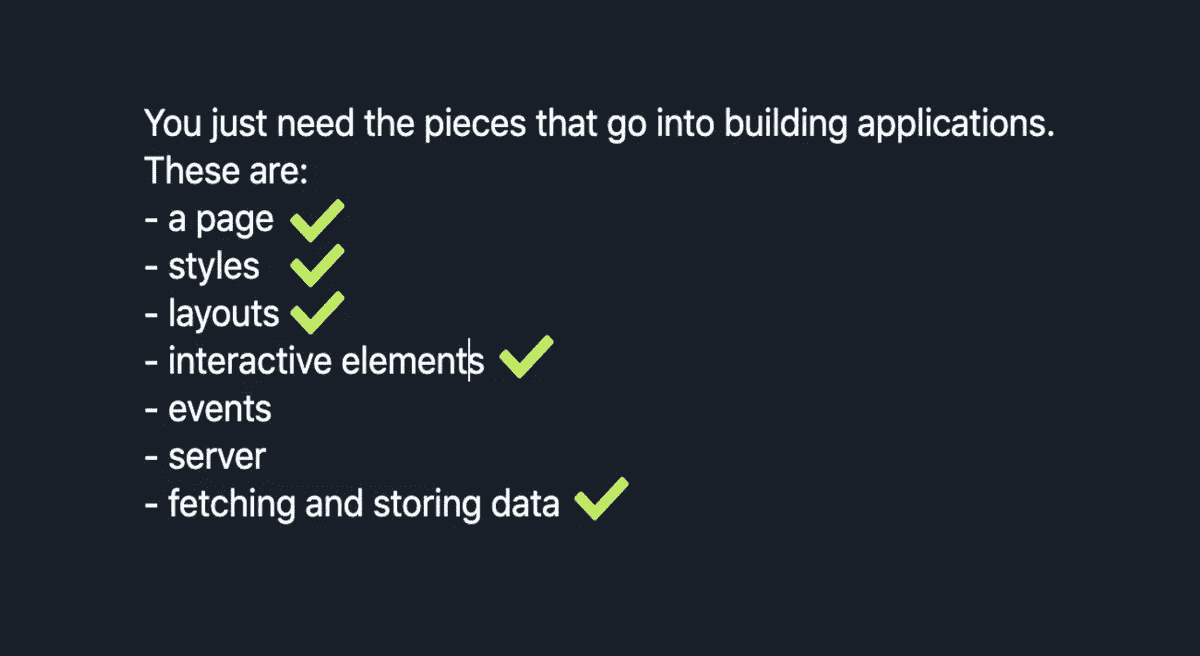 You just need the pieces that go into building applications.
These are:
- a page
- styles
- layouts
- interactive elements
- events
- server
- fetching and storing data